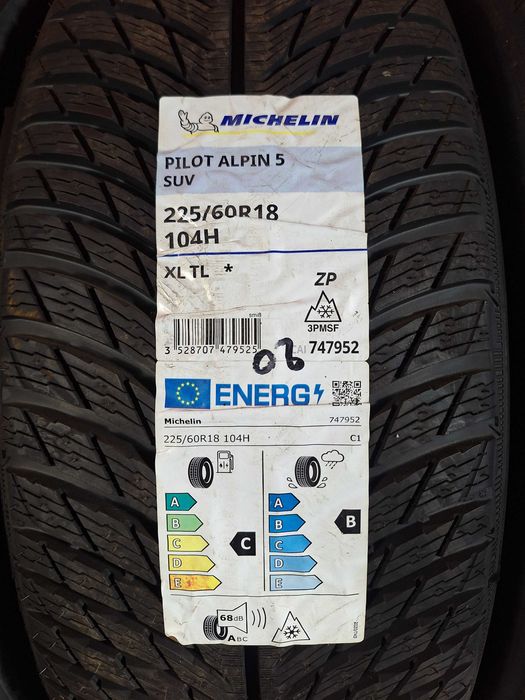 MICHELIN
PILOT ALPIN 5
SUV
225/60R18
104H
XL TL *
ZP
3PMSF
3 528707 479525
CAI 747952
02
ENERG
Michelin 747952
225/60R18 104H C1
A
B
C
D
E
C
A
B
C
D
E
B
68dB
ABC